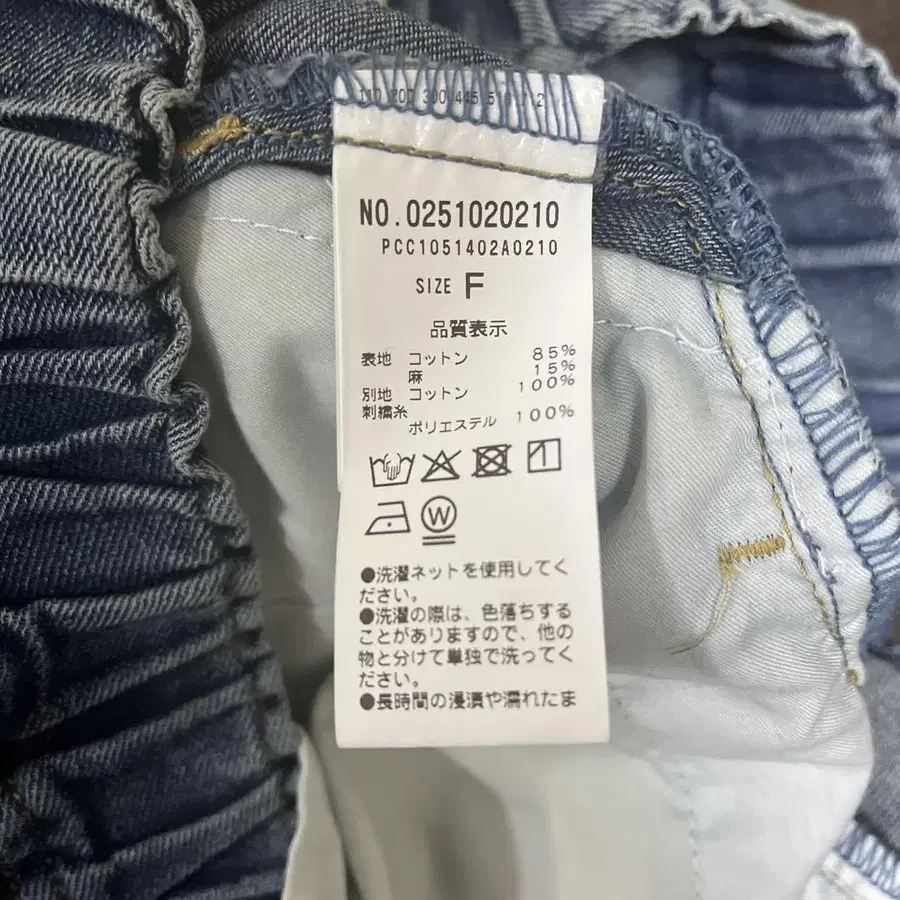 NO.0251020210
PCC1051402A0210
SIZE F
品質表示
表地 コットン 85%
麻 15%
別地 コットン 100%
刺繍糸
ポリエステル 100%
1
W
●洗濯ネットを使用してく
ださい。
●洗濯の際は、色落ちする
ことがありますので、他の
物と分けて単独で洗ってく
ださい。
●長時間の浸漬や濡れたま